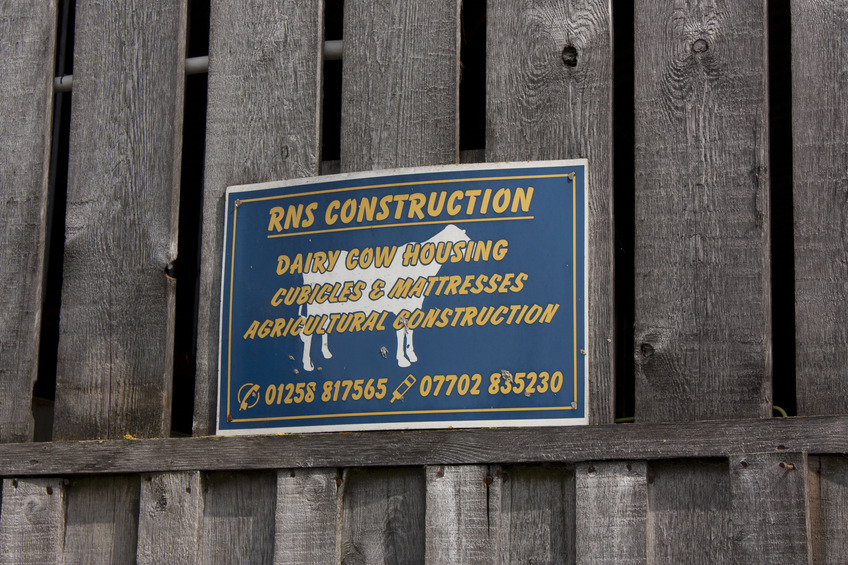 RNS CONSTRUCTION
DAIRY COW HOUSING
CUBICLES & MATTRESSES
AGRICULTURAL CONSTRUCTION
01258 817565 07702 835230